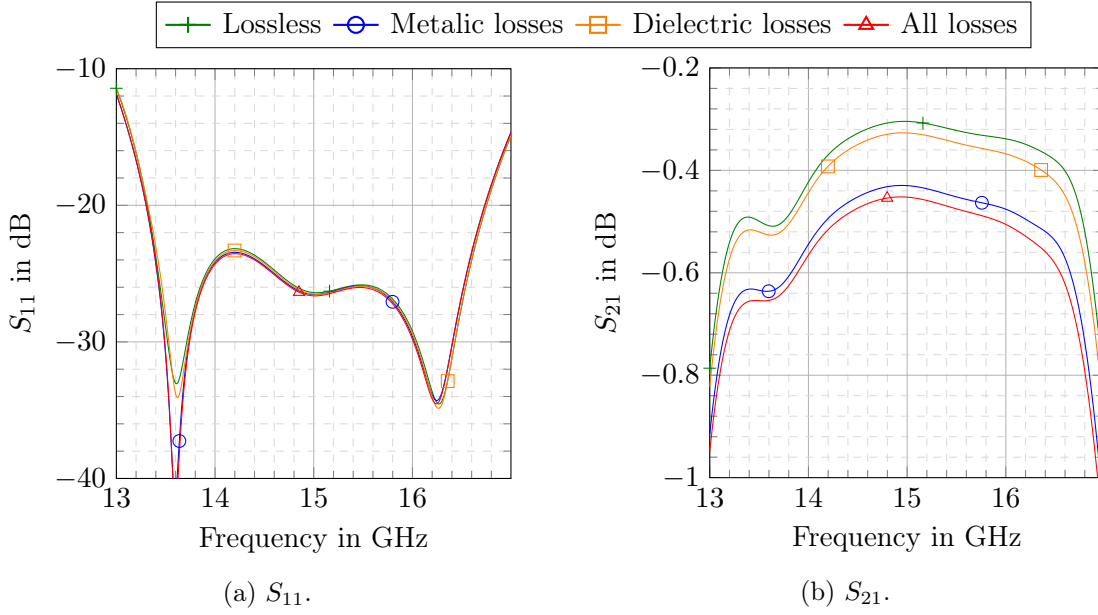 Lossless Metalic losses Dielectric losses All losses
−10
−20
−30
−40
13 14 15 16
S11 in dB
Frequency in GHz
(a) S11.
−0.2
−0.4
−0.6
−0.8
−1
13 14 15 16
S21 in dB
Frequency in GHz
(b) S21.